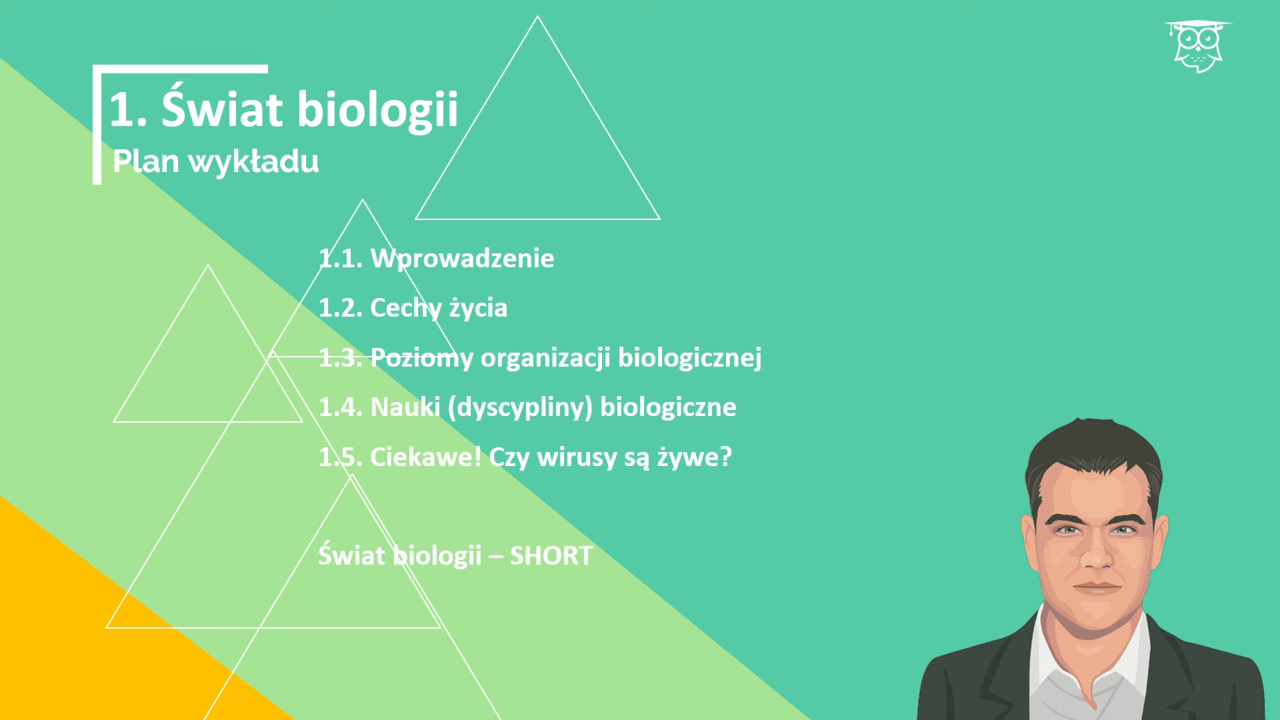 1. Świat biologii
Plan wykładu
1.1. Wprowadzenie
1.2. Cechy życia
1.3. Poziomy organizacji biologicznej
1.4. Nauki (dyscypliny) biologiczne
1.5. Ciekawe! Czy wirusy są żywe?
Świat biologii – SHORT